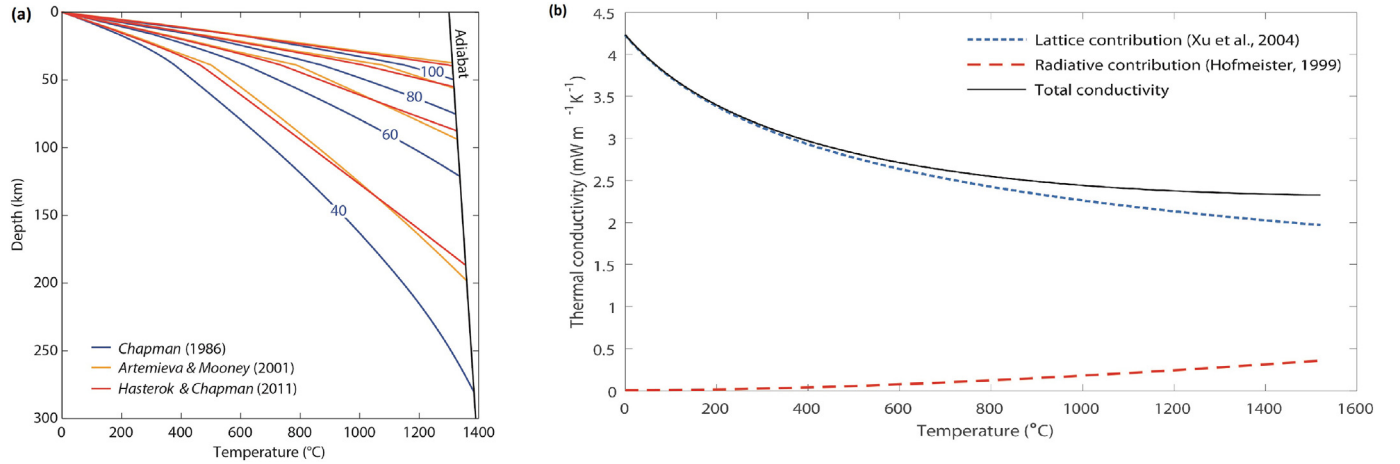 (a)
0
50
100
150
200
250
300
Depth (km)
0 200 400 600 800 1000 1200 1400
Temperature (°C)
Adisbat
100
80
60
40
Chapman (1986)
Artemieva & Mooney (2001)
Hasterok & Chapman (2011)
(b)
4.5
4
3.5
3
2.5
2
1.5
1
0.5
0
Thermal conductivity (mW m -1K-1)
0 200 400 600 800 1000 1200 1400 1600
Temperature (°C)
Lattice contribution (Xu et al., 2004)
Radiative contribution (Hofmeister, 1999)
Total conductivity